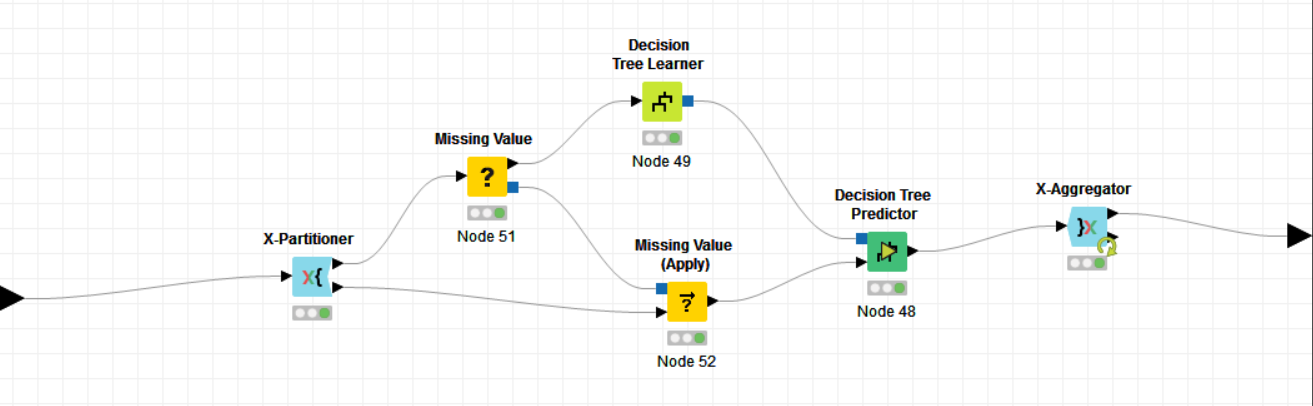 Decision
Tree Learner
Node 49
Missing Value
?
Node 51
X-Partitioner
X{
Missing Value
(Apply)
?
Node 52
Decision Tree
Predictor
Node 48
X-Aggregator
}X